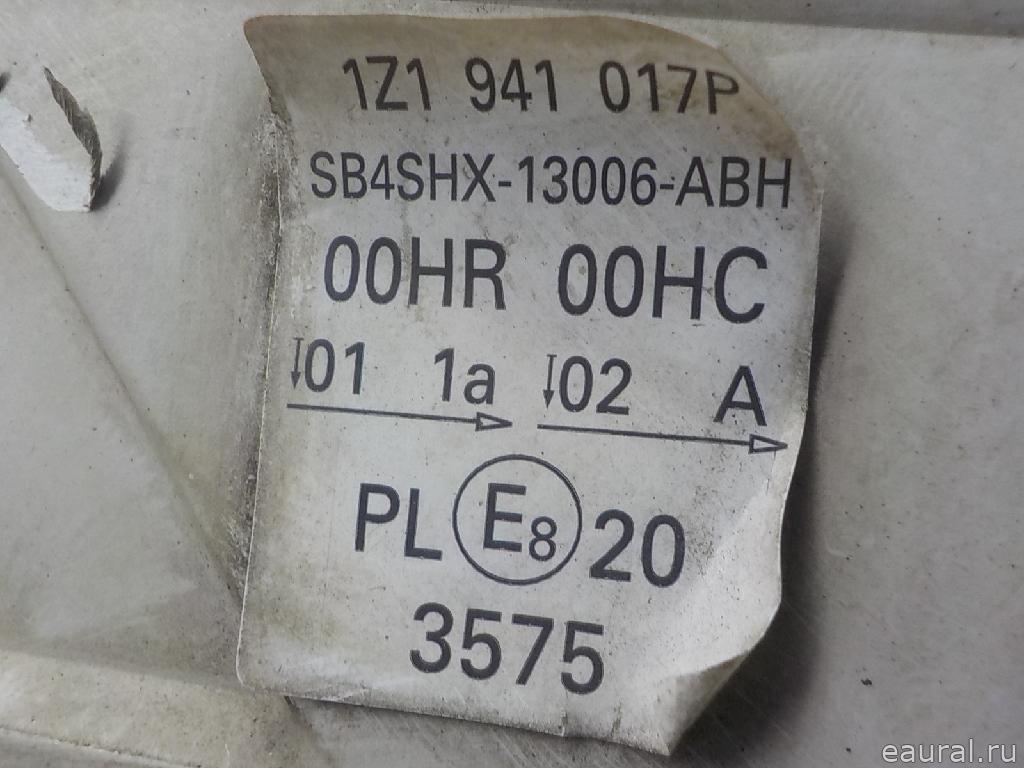 1Z1 941 017P
SB4SHX-13006-ABH
00HR 00HC
↓01 1a ↓02 A
→ →
PL E8 20
3575
eaural.ru